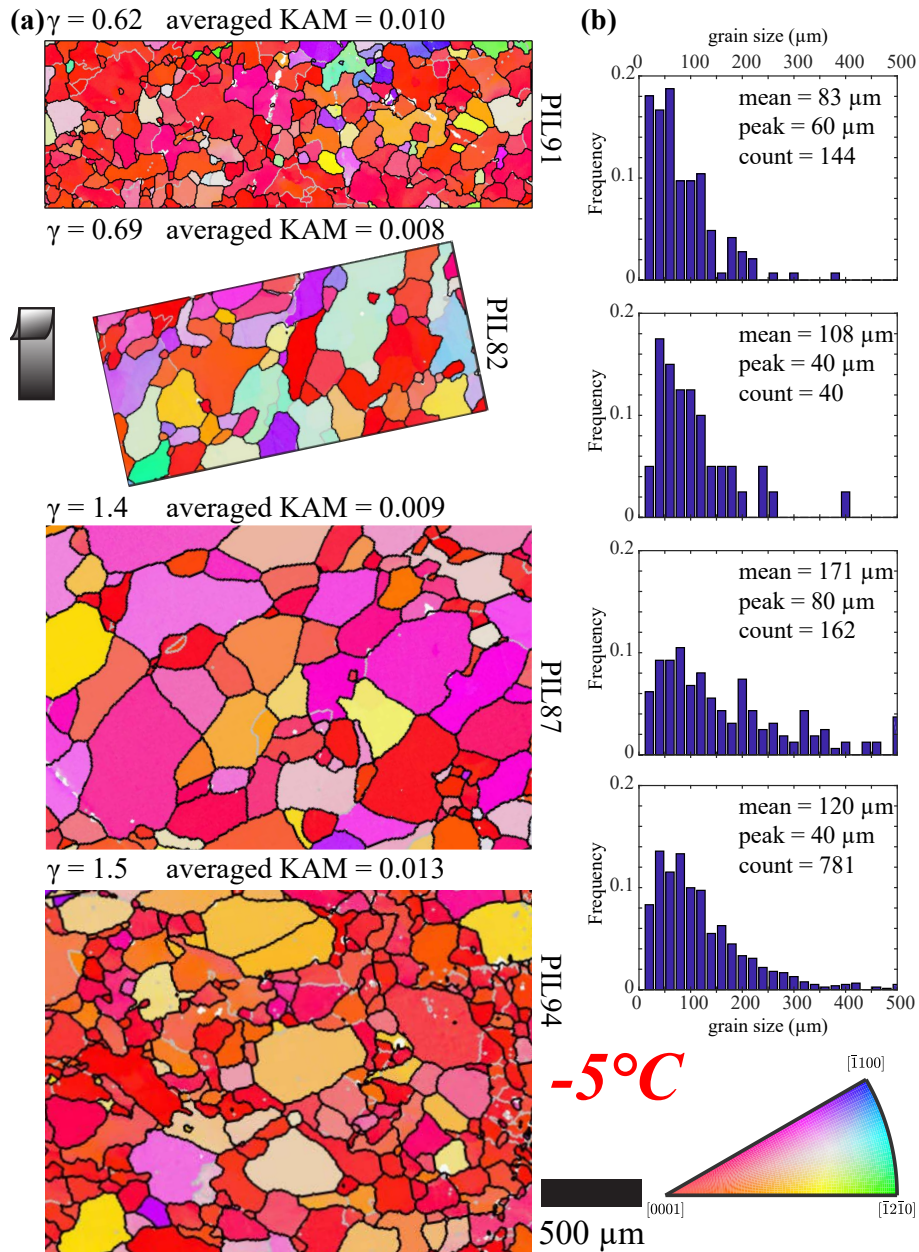 (a) γ = 0.62 averaged KAM = 0.010
PIL91
γ = 0.69 averaged KAM = 0.008
PIL82
γ = 1.4 averaged KAM = 0.009
PIL87
γ = 1.5 averaged KAM = 0.013
PIL94
(b)
grain size (µm)
0 100 200 300 400 500
0.2
0.1
0
Frequency
mean = 83 µm
peak = 60 µm
count = 144
0.2
0.1
0
Frequency
mean = 108 µm
peak = 40 µm
count = 40
0.2
0.1
0
Frequency
mean = 171 µm
peak = 80 µm
count = 162
0.2
0.1
0
Frequency
mean = 120 µm
peak = 40 µm
count = 781
0 100 200 300 400 500
grain size (µm)
-5°C
500 µm
[1̄100]
[0001]
[1̄21̄0]